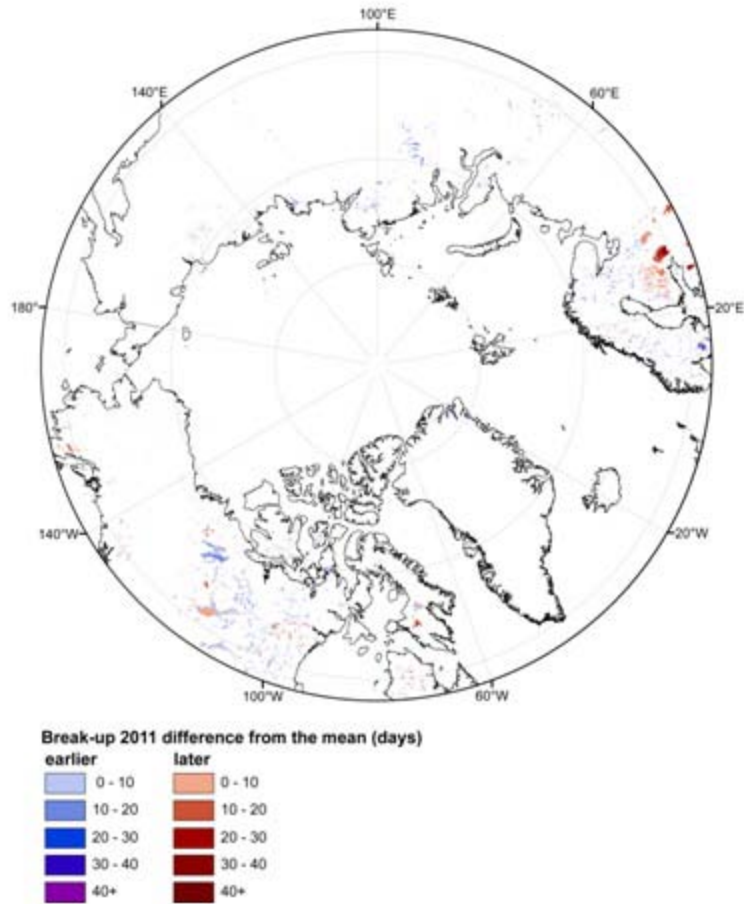 100°E
140°E
60°E
180°
20°E
140°W
20°W
100°W
60°W
Break-up 2011 difference from the mean (days)
earlier later
0 - 10 0 - 10
10 - 20 10 - 20
20 - 30 20 - 30
30 - 40 30 - 40
40+ 40+